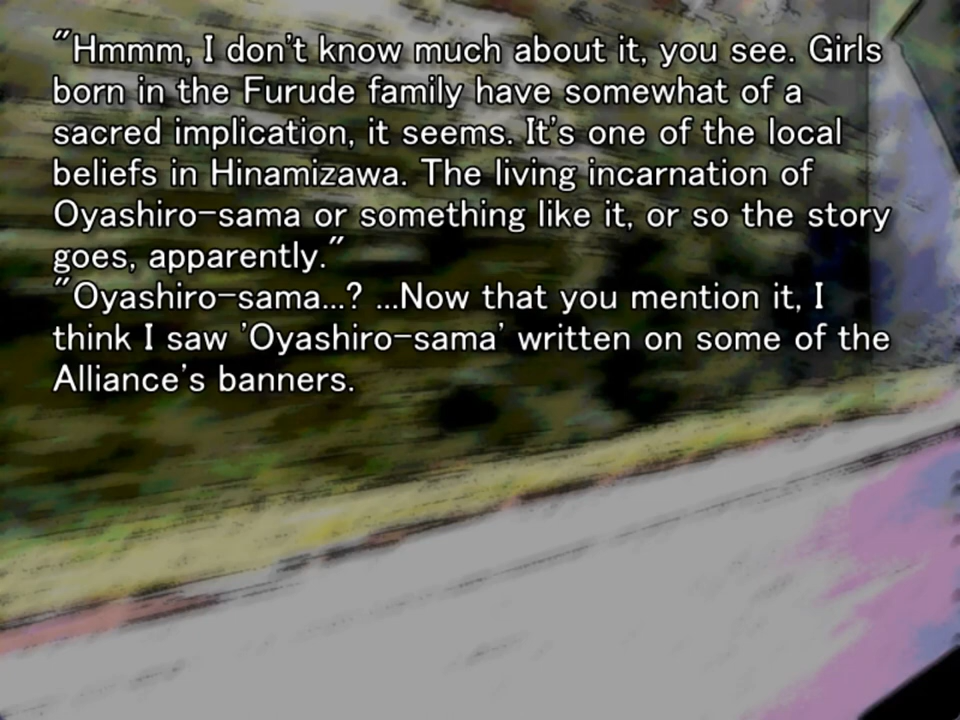 "Hmmm, I don't know much about it, you see. Girls
born in the Furude family have somewhat of a
sacred implication, it seems. It's one of the local
beliefs in Hinamizawa. The living incarnation of
Oyashiro-sama or something like it, or so the story
goes, apparently."
"Oyashiro-sama...? ...Now that you mention it, I
think I saw 'Oyashiro-sama' written on some of the
Alliance's banners.